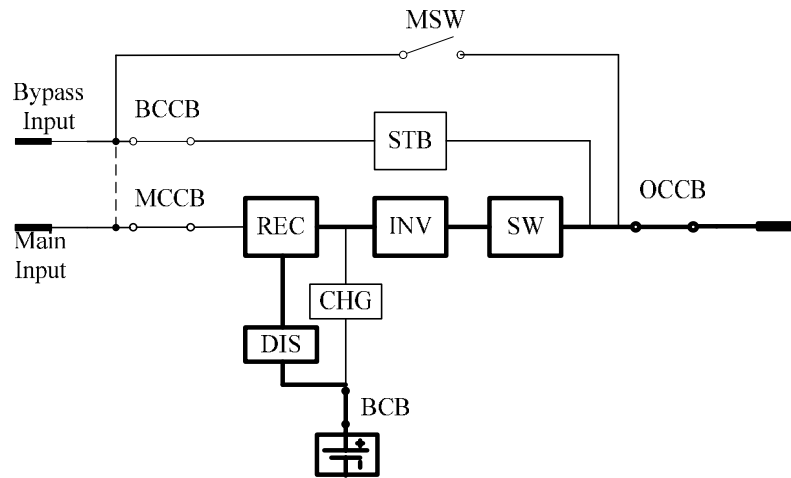 MSW
Bypass
Input
BCCB
STB
OCCB
MCCB
REC
INV
SW
Main
Input
CHG
DIS
BCB